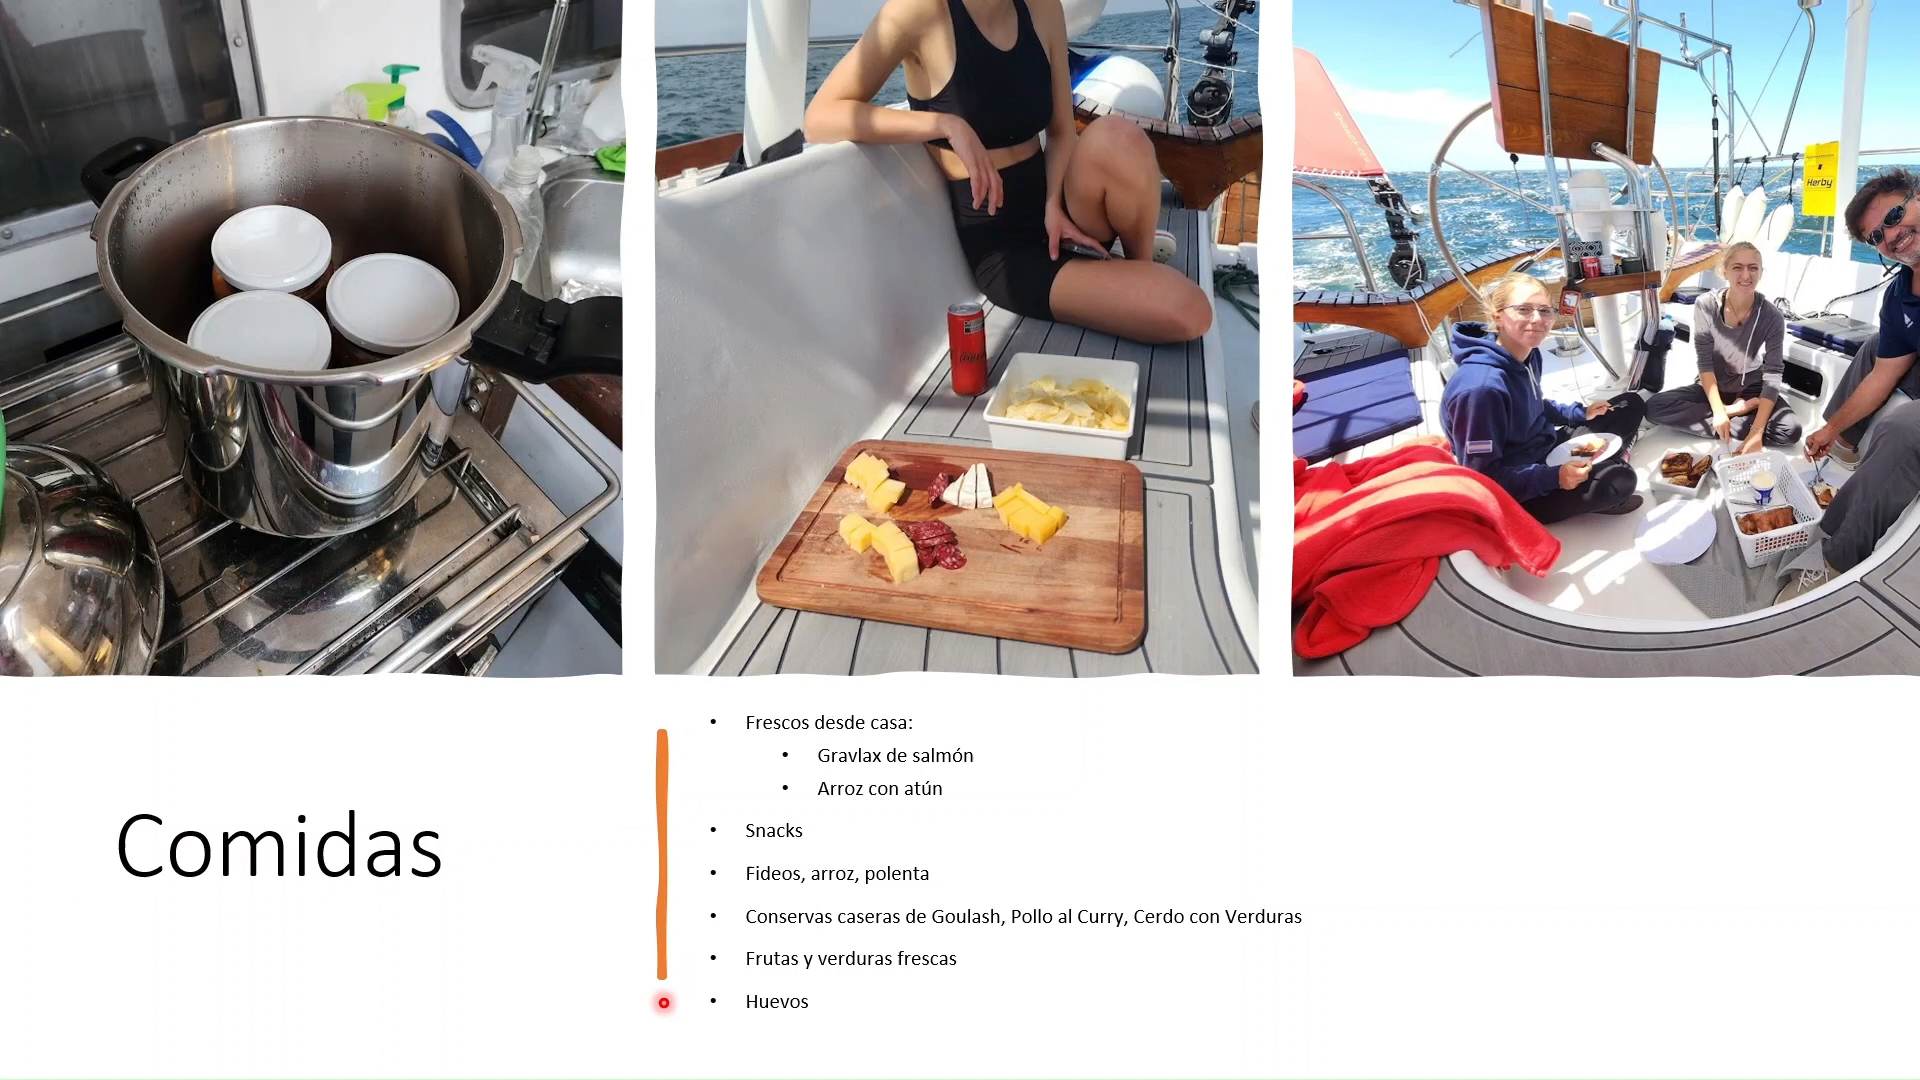 Herby
Comidas
• Frescos desde casa:
• Gravlax de salmón
• Arroz con atún
• Snacks
• Fideos, arroz, polenta
• Conservas caseras de Goulash, Pollo al Curry, Cerdo con Verduras
• Frutas y verduras frescas
• Huevos